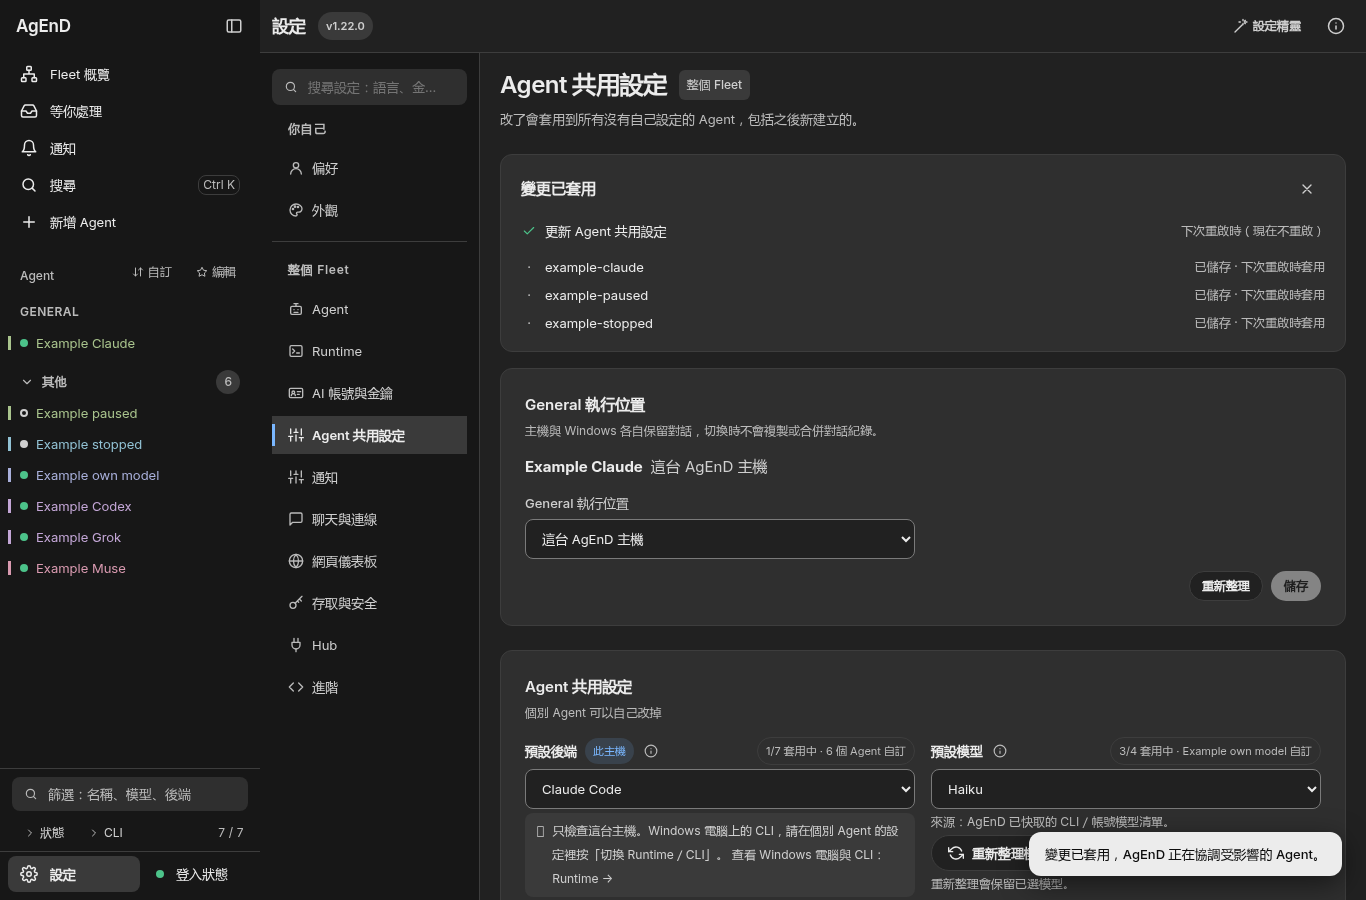 AgEnD
Fleet 概覽
等你處理
通知
搜尋
Ctrl K
新增 Agent
Agent
自訂
編輯
GENERAL
Example Claude
其他
6
Example paused
Example stopped
Example own model
Example Codex
Example Grok
Example Muse
篩選：名稱、模型、後端
狀態
CLI
7 / 7
設定
登入狀態
設定
v1.22.0
設定精靈
搜尋設定：語言、金...
你自己
偏好
外觀
整個 Fleet
Agent
Runtime
AI 帳號與金鑰
Agent 共用設定
通知
聊天與連線
網頁儀表板
存取與安全
Hub
進階
Agent 共用設定
整個 Fleet
改了會套用到所有沒有自己設定的 Agent，包括之後新建立的。
變更已套用
更新 Agent 共用設定
下次重啟時（現在不重啟）
example-claude
已儲存 · 下次重啟時套用
example-paused
已儲存 · 下次重啟時套用
example-stopped
已儲存 · 下次重啟時套用
General 執行位置
主機與 Windows 各自保留對話，切換時不會複製或合併對話紀錄。
Example Claude 這台 AgEnD 主機
General 執行位置
這台 AgEnD 主機
重新整理
儲存
Agent 共用設定
個別 Agent 可以自己改掉
預設後端
此主機
1/7 套用中 · 6 個 Agent 自訂
Claude Code
只檢查這台主機。Windows 電腦上的 CLI，請在個別 Agent 的設
定裡按「切換 Runtime / CLI」。 查看 Windows 電腦與 CLI：
Runtime →
預設模型
3/4 套用中 · Example own model 自訂
Haiku
來源：AgEnD 已快取的 CLI / 帳號模型清單。
重新整理
重新整理會保留已選模型。
變更已套用，AgEnD 正在協調受影響的 Agent。